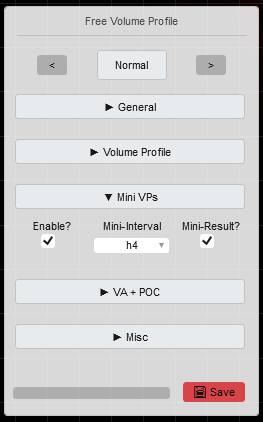 Free Volume Profile
< Normal >
▶ General
▶ Volume Profile
▼ Mini VPs
Enable? Mini-Interval Mini-Result?
h4
▶ VA + POC
▶ Misc
Save